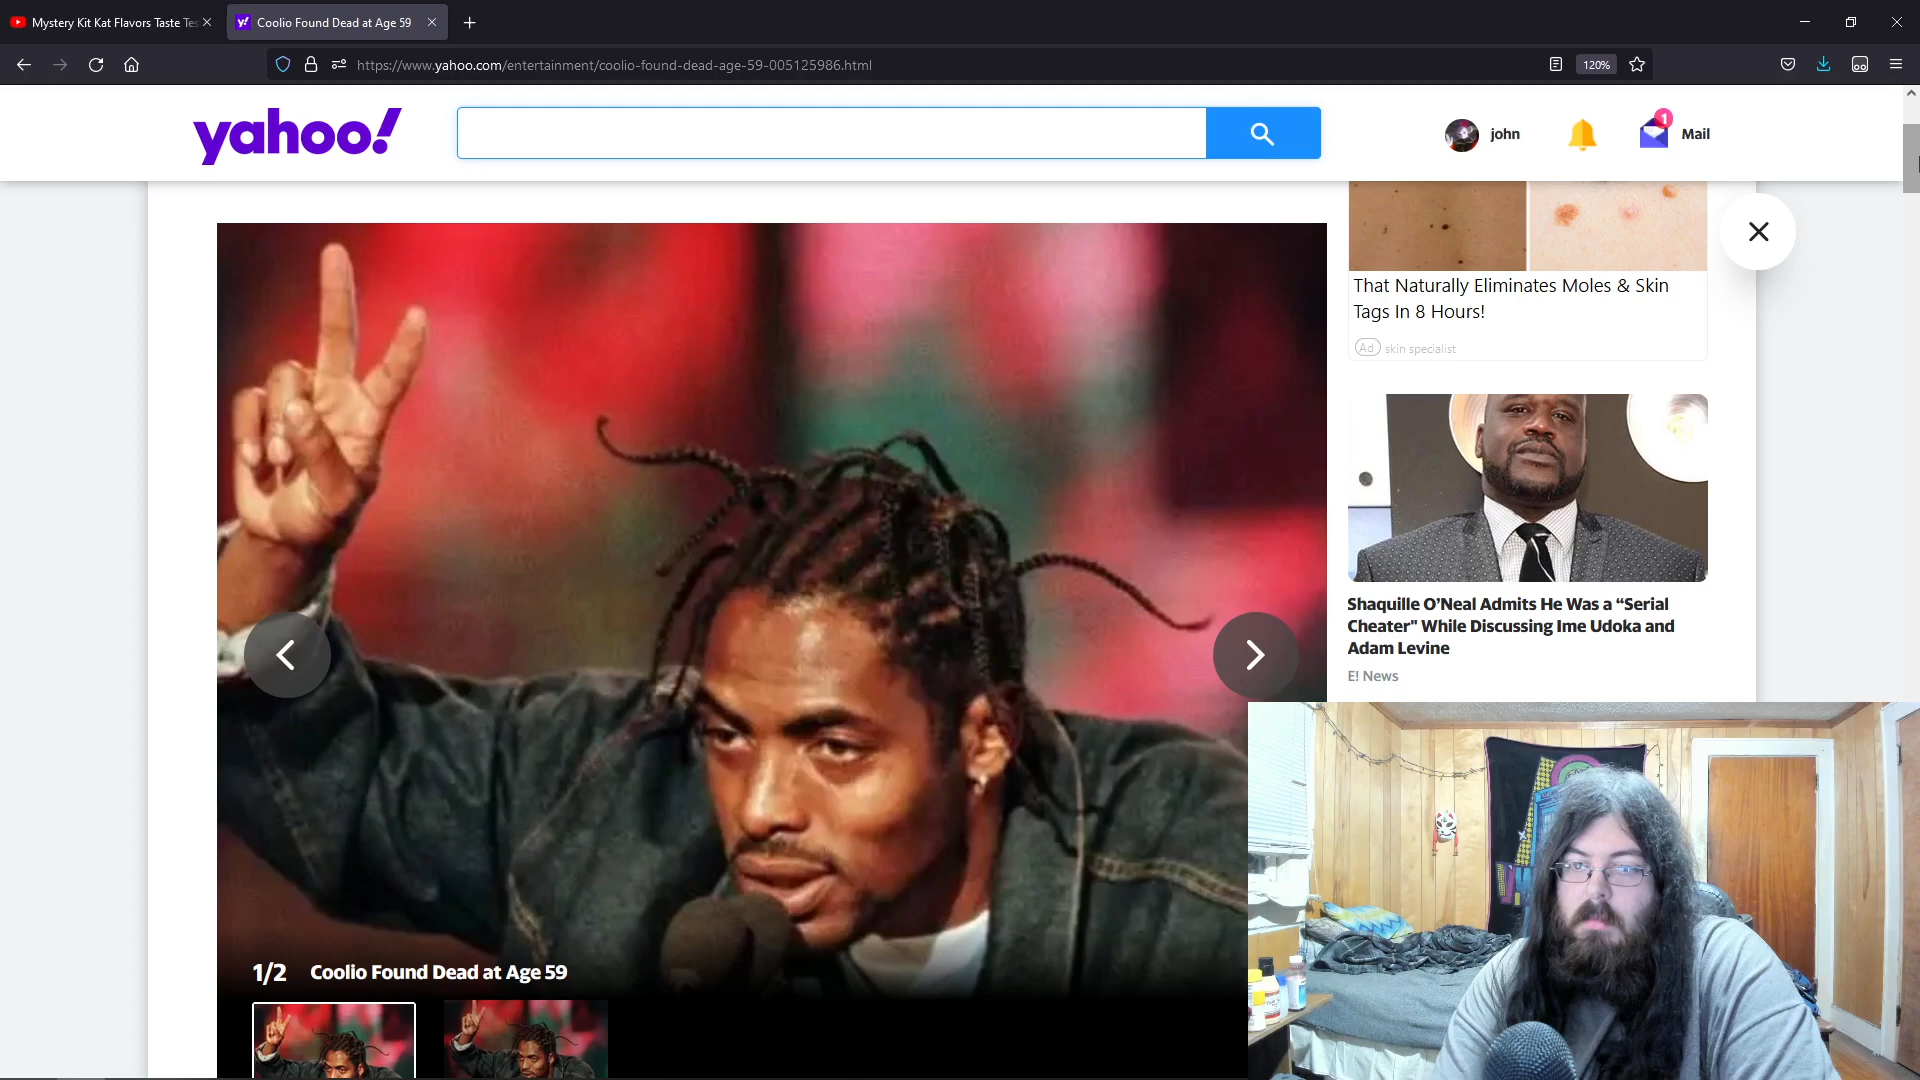 Mystery Kit Kat Flavors Taste Tes
Coolio Found Dead at Age 59
https://www.yahoo.com/entertainment/coolio-found-dead-age-59-005125986.html
120%
yahoo!
john
1
Mail
That Naturally Eliminates Moles & Skin
Tags In 8 Hours!
Ad skin specialist
Shaquille O’Neal Admits He Was a “Serial
Cheater" While Discussing Ime Udoka and
Adam Levine
E! News
1/2 Coolio Found Dead at Age 59